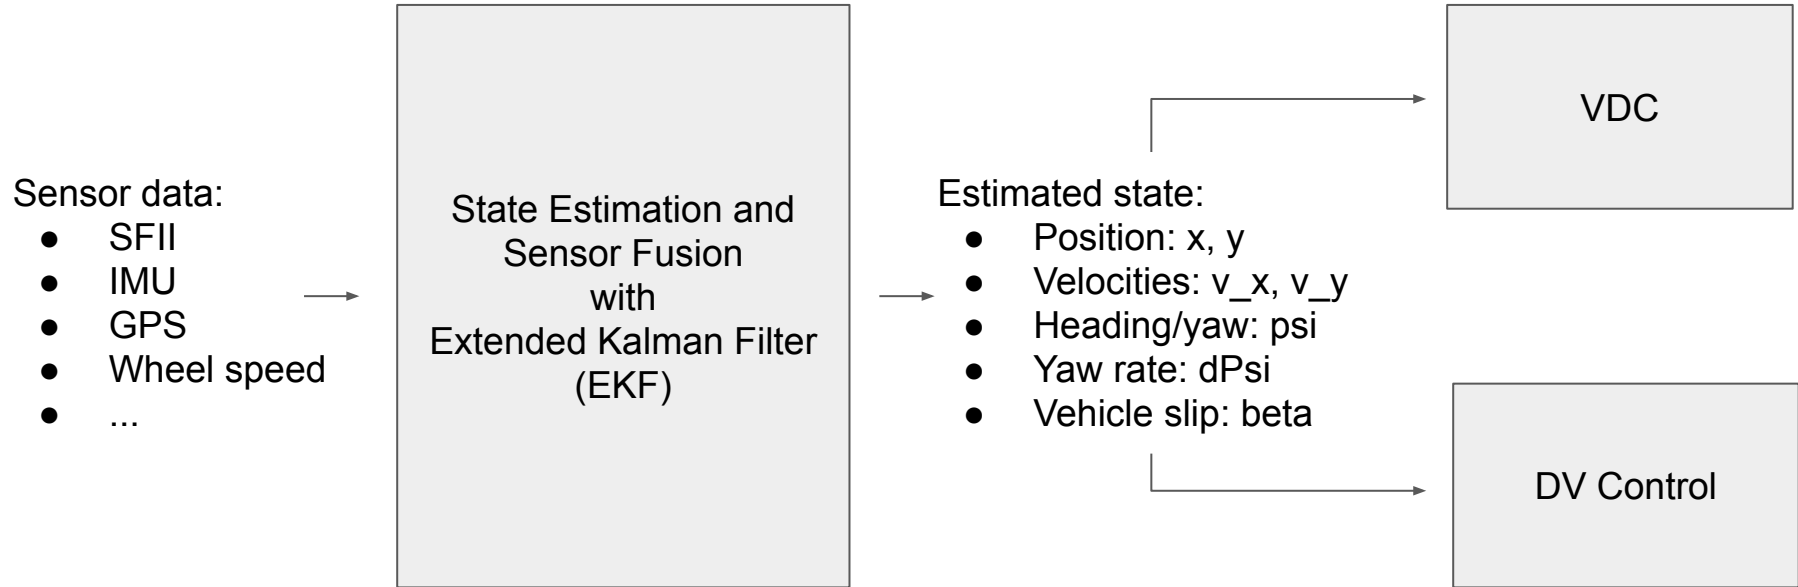 Sensor data:
● SFII
● IMU
● GPS
● Wheel speed
● ...
State Estimation and
Sensor Fusion
with
Extended Kalman Filter
(EKF)
Estimated state:
● Position: x, y
● Velocities: v_x, v_y
● Heading/yaw: psi
● Yaw rate: dPsi
● Vehicle slip: beta
VDC
DV Control